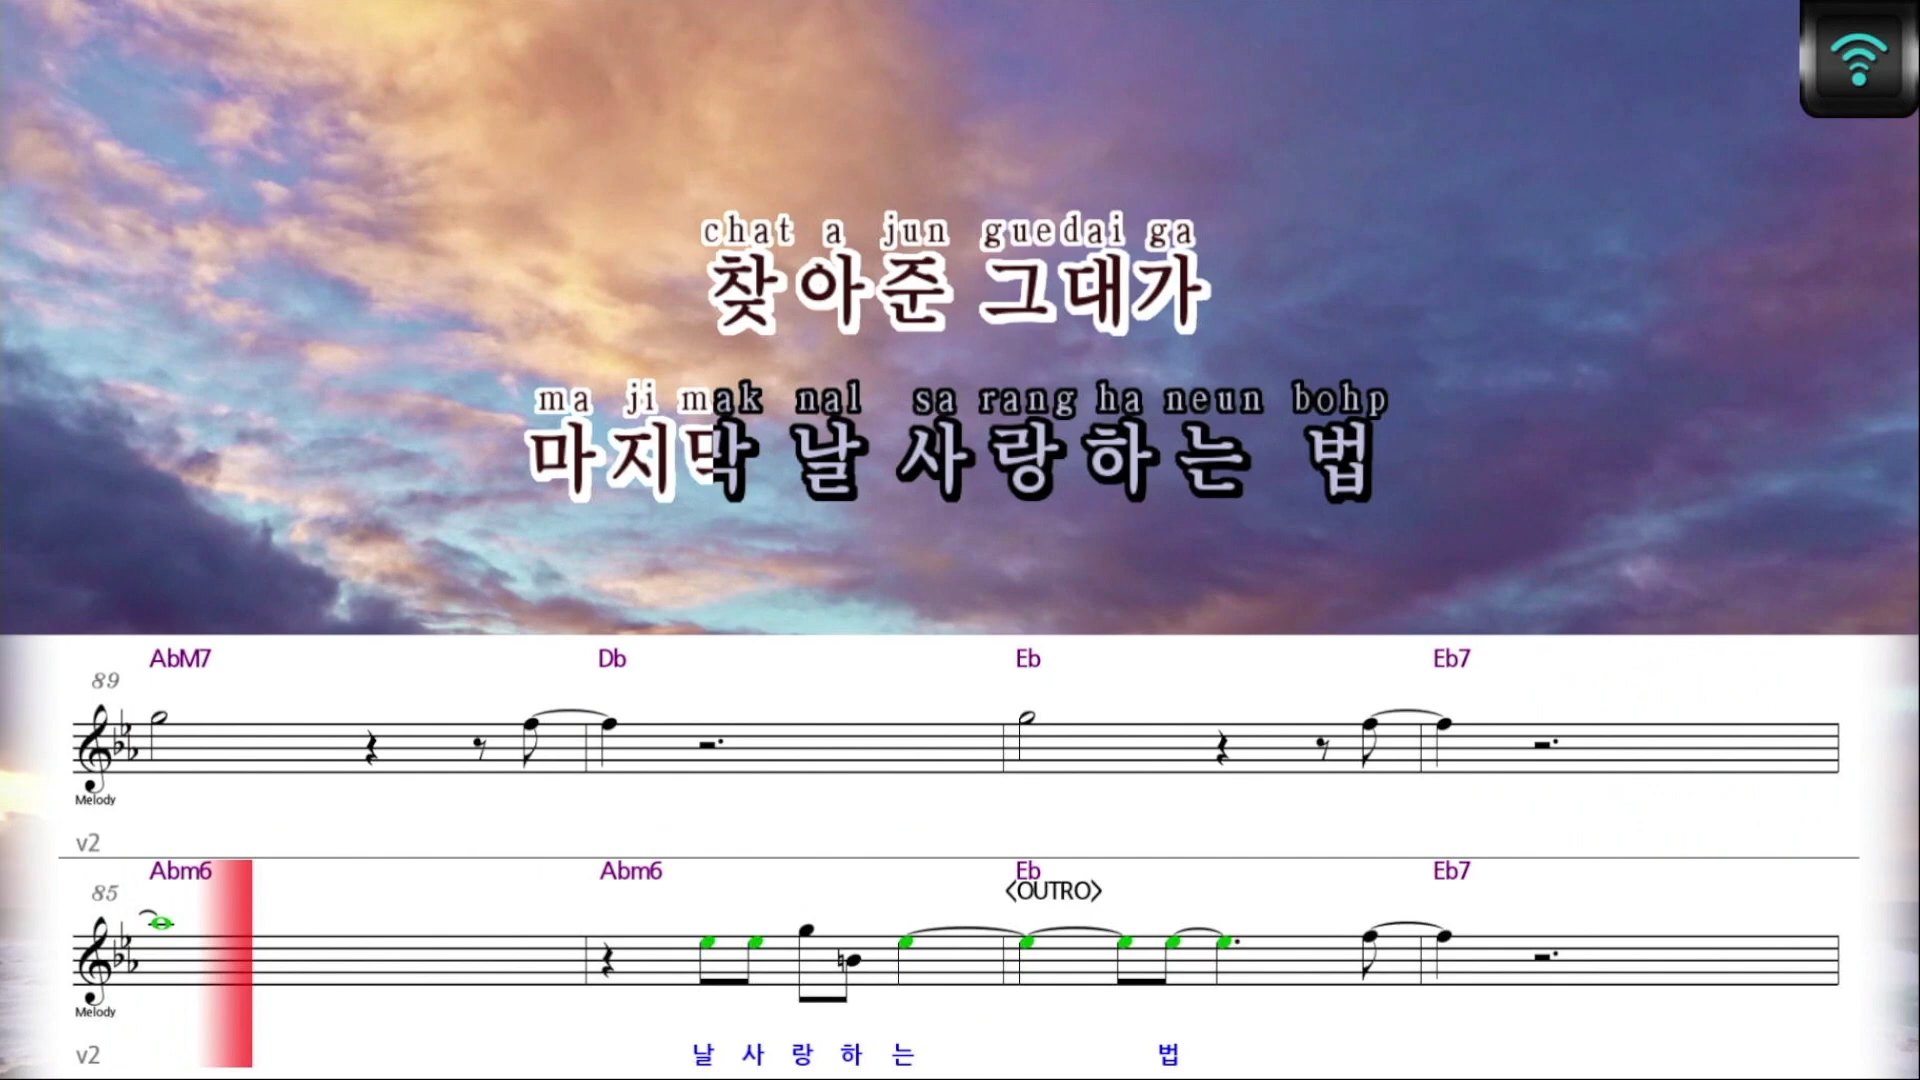 chat a jun guedai ga
찾아준 그대가
ma ji mak nal sa rang ha neun bohp
마지막 날 사랑하는 법
AbM7 Db Eb Eb7
89
Melody
v2
Abm6 Abm6 Eb Eb7
<OUTRO>
85
Melody
v2 날 사 랑 하 는 법